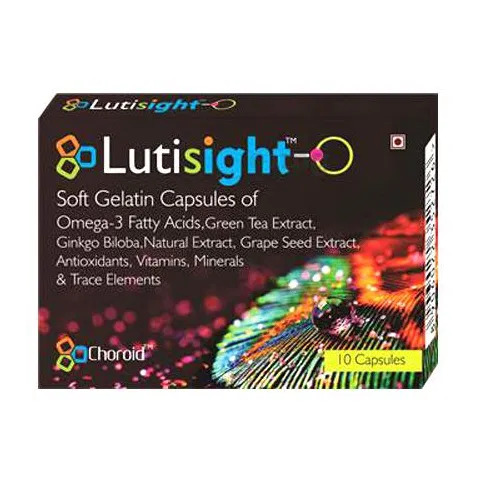 Lutisight-O
Lutisight™-O
Soft Gelatin Capsules of
Omega-3 Fatty Acids,Green Tea Extract,
Ginkgo Biloba,Natural Extract, Grape Seed Extract,
Antioxidants, Vitamins, Minerals
& Trace Elements
Choroid™
10 Capsules